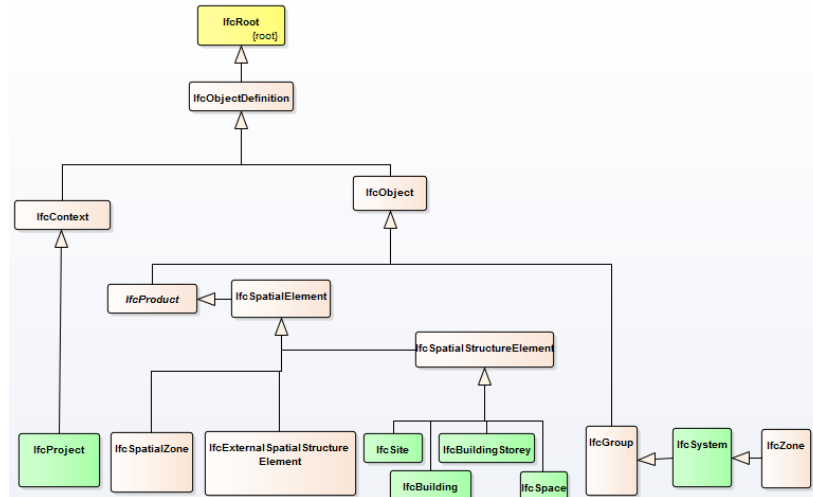 IfcRoot
{root}
IfcObjectDefinition
IfcObject
IfcContext
IfcProduct
IfcSpatialElement
IfcSpatialStructureElement
IfcProject
IfcSpatialZone
IfcExternalSpatialStructure
Element
IfcSite
IfcBuildingStorey
IfcBuilding
IfcSpace
IfcGroup
IfcSystem
IfcZone